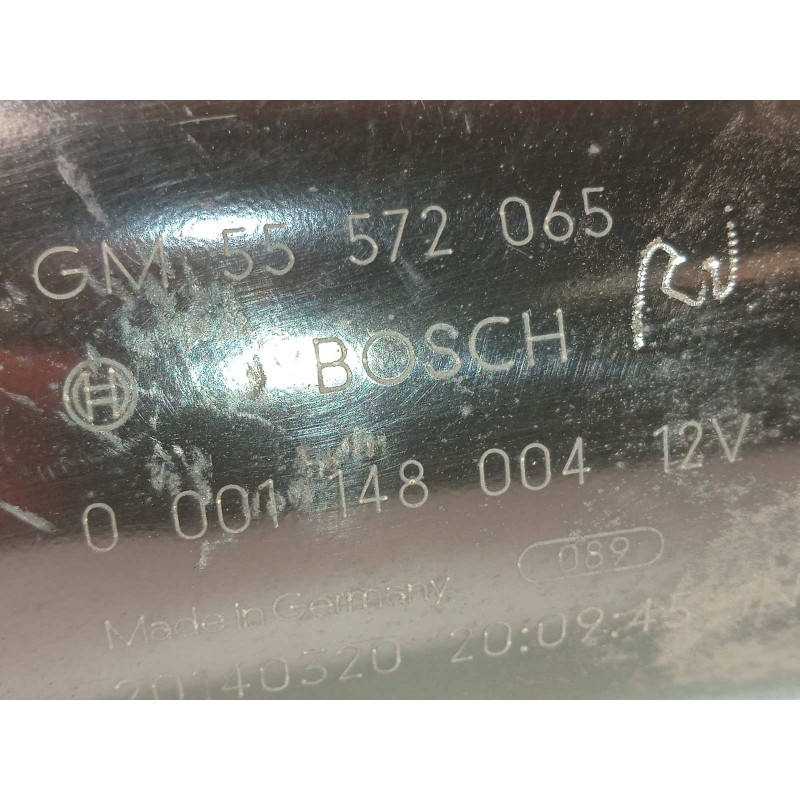 GM 55 572 065
BOSCH
0 001 148 004 12V
089
Made in Germany
20140320 20:09:45